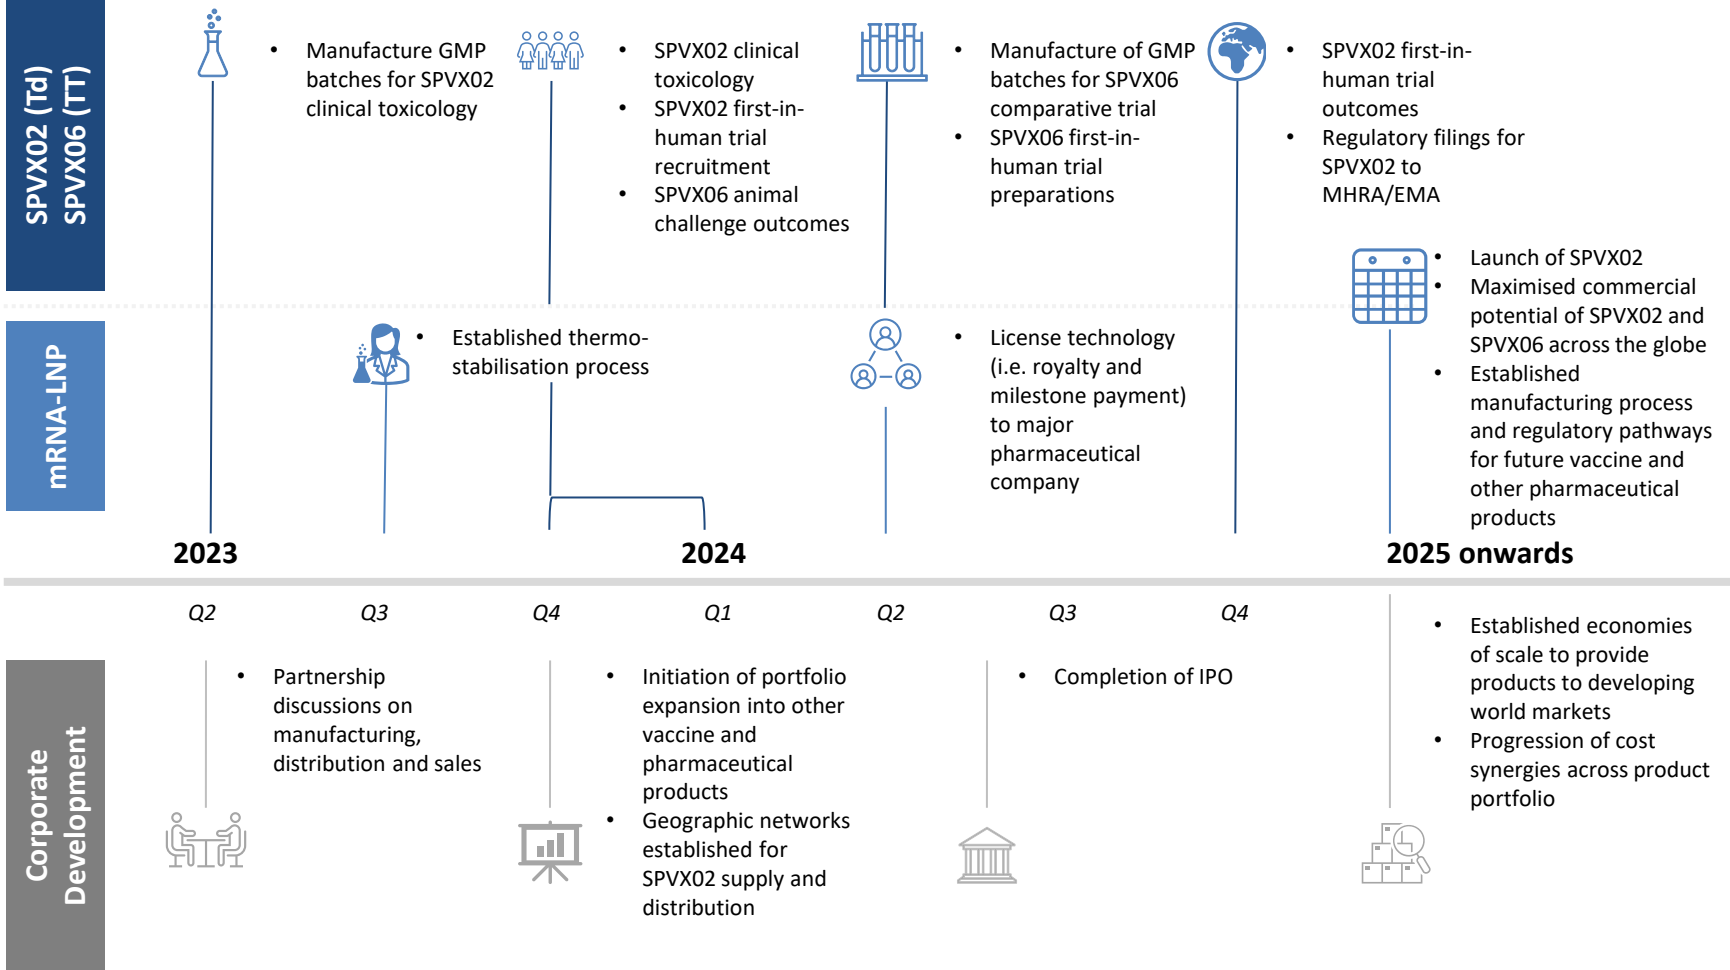 SPVX02 (Td)
SPVX06 (TT)
• Manufacture GMP
batches for SPVX02
clinical toxicology
• SPVX02 clinical
toxicology
• SPVX02 first-in-
human trial
recruitment
• SPVX06 animal
challenge outcomes
• Manufacture of GMP
batches for SPVX06
comparative trial
• SPVX06 first-in-
human trial
preparations
• SPVX02 first-in-
human trial
outcomes
• Regulatory filings for
SPVX02 to
MHRA/EMA
• Launch of SPVX02
• Maximised commercial
potential of SPVX02 and
SPVX06 across the globe
• Established
manufacturing process
and regulatory pathways
for future vaccine and
other pharmaceutical
products
mRNA-LNP
• Established thermo-
stabilisation process
• License technology
(i.e. royalty and
milestone payment)
to major
pharmaceutical
company
2023
2024
2025 onwards
Q2
Q3
Q4
Q1
Q2
Q3
Q4
Corporate
Development
• Partnership
discussions on
manufacturing,
distribution and sales
• Initiation of portfolio
expansion into other
vaccine and
pharmaceutical
products
• Geographic networks
established for
SPVX02 supply and
distribution
• Completion of IPO
• Established economies
of scale to provide
products to developing
world markets
• Progression of cost
synergies across product
portfolio